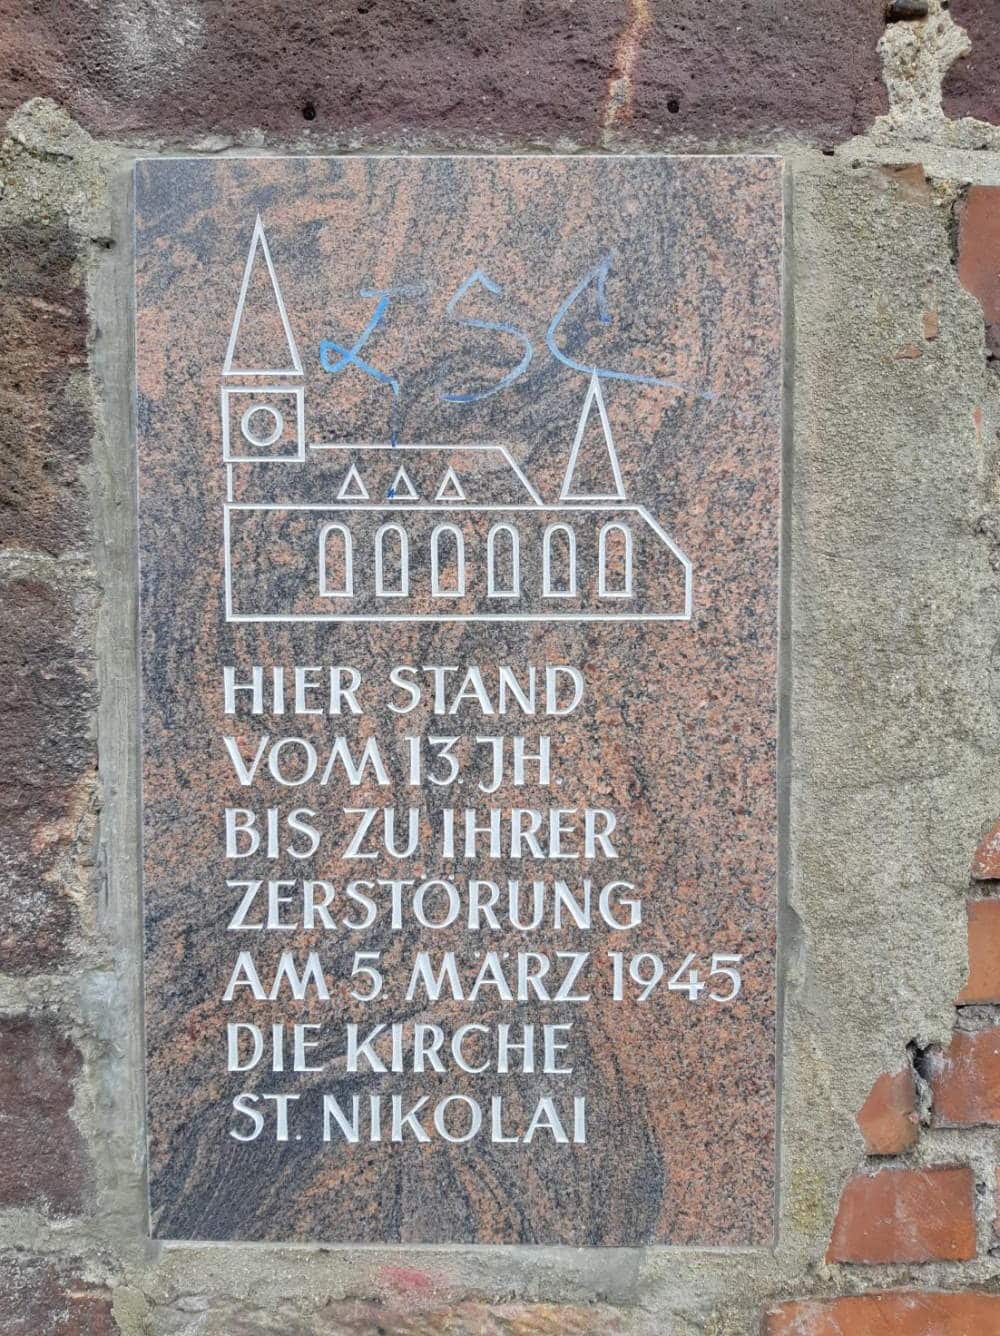 HIER STAND
VOM 13. JH.
BIS ZU IHRER
ZERSTÖRUNG
AM 5. MÄRZ 1945
DIE KIRCHE
ST. NIKOLAI